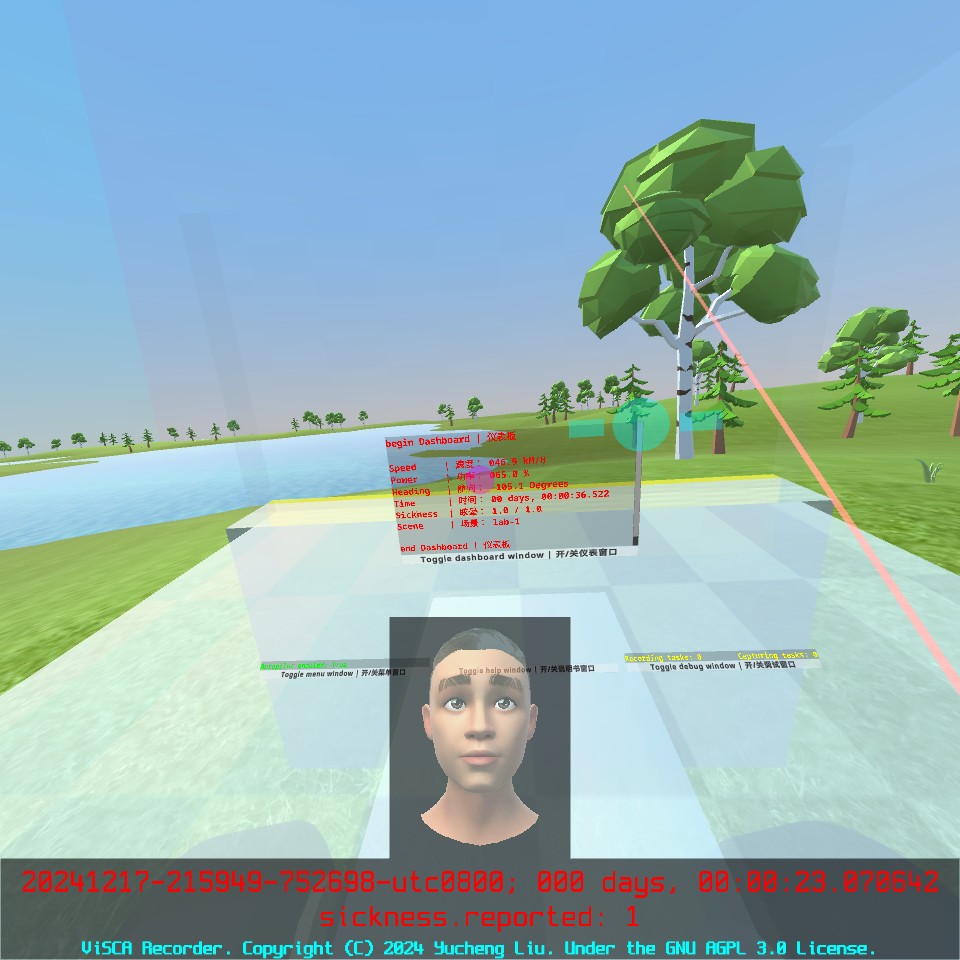 begin Dashboard | 仪表板
Speed | 速度: 046.9 kM/H
Power | 功率: 065.0 %
Heading | 朝向: -105.1 Degrees
Time | 时间: 00 days, 00:00:36.522
Sickness | 眩晕: 1.0 / 1.0
Scene | 场景: lab-1
end Dashboard | 仪表板
Toggle dashboard window | 开/关仪表窗口
Toggle menu window | 开/关菜单窗口
Toggle help window | 开/关说明书窗口
Recording tasks: 0 Capturing tasks: 0
Toggle debug window | 开/关调试窗口
20241217-215949-752698-utc0800; 000 days, 00:00:23.070642
sickness.reported: 1
ViSCA Recorder. Copyright (C) 2024 Yucheng Liu. Under the GNU AGPL 3.0 License.